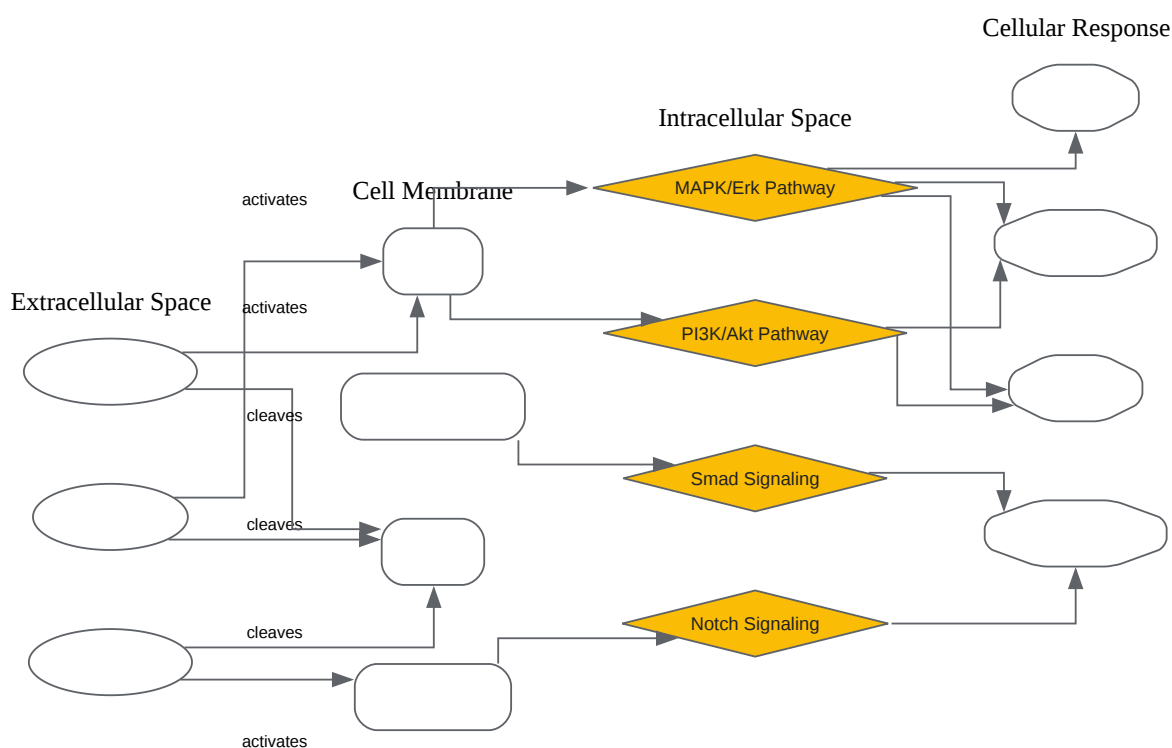 Cellular Response
Intracellular Space
Cell Membrane
Extracellular Space
activates
activates
cleaves
cleaves
cleaves
activates
MAPK/Erk Pathway
PI3K/Akt Pathway
Smad Signaling
Notch Signaling